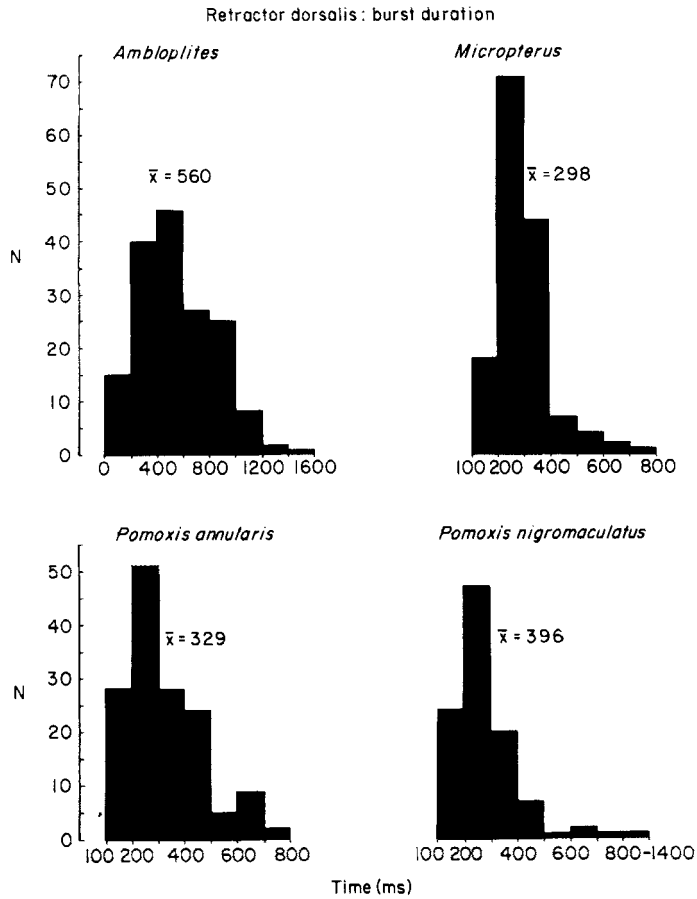 Retractor dorsalis: burst duration
Ambloplites
Micropterus
70
60
50
40
30
20
10
0
N
x̄ = 560
x̄ = 298
0 400 800 1200 1600
100 200 400 600 800
Pomoxis annularis
Pomoxis nigromaculatus
50
40
30
20
10
0
N
x̄ = 329
x̄ = 396
100 200 400 600 800
100 200 400 600 800-1400
Time (ms)